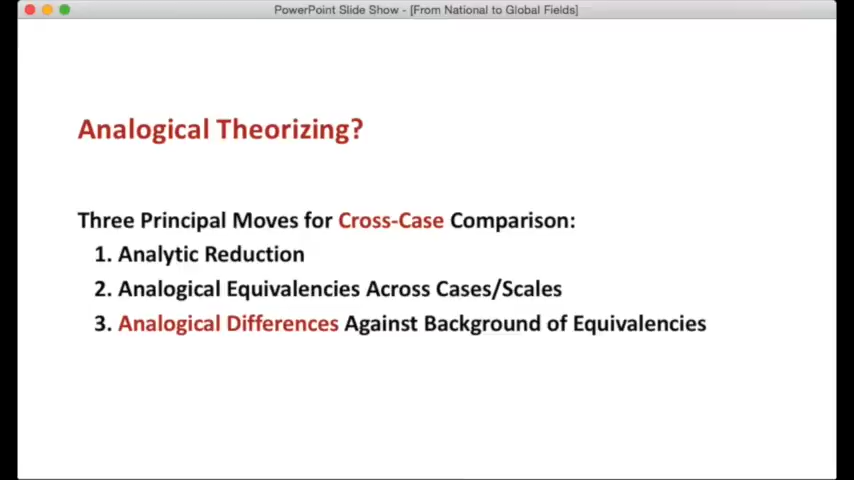 PowerPoint Slide Show - [From National to Global Fields]
Analogical Theorizing?
Three Principal Moves for Cross-Case Comparison:
1. Analytic Reduction
2. Analogical Equivalencies Across Cases/Scales
3. Analogical Differences Against Background of Equivalencies